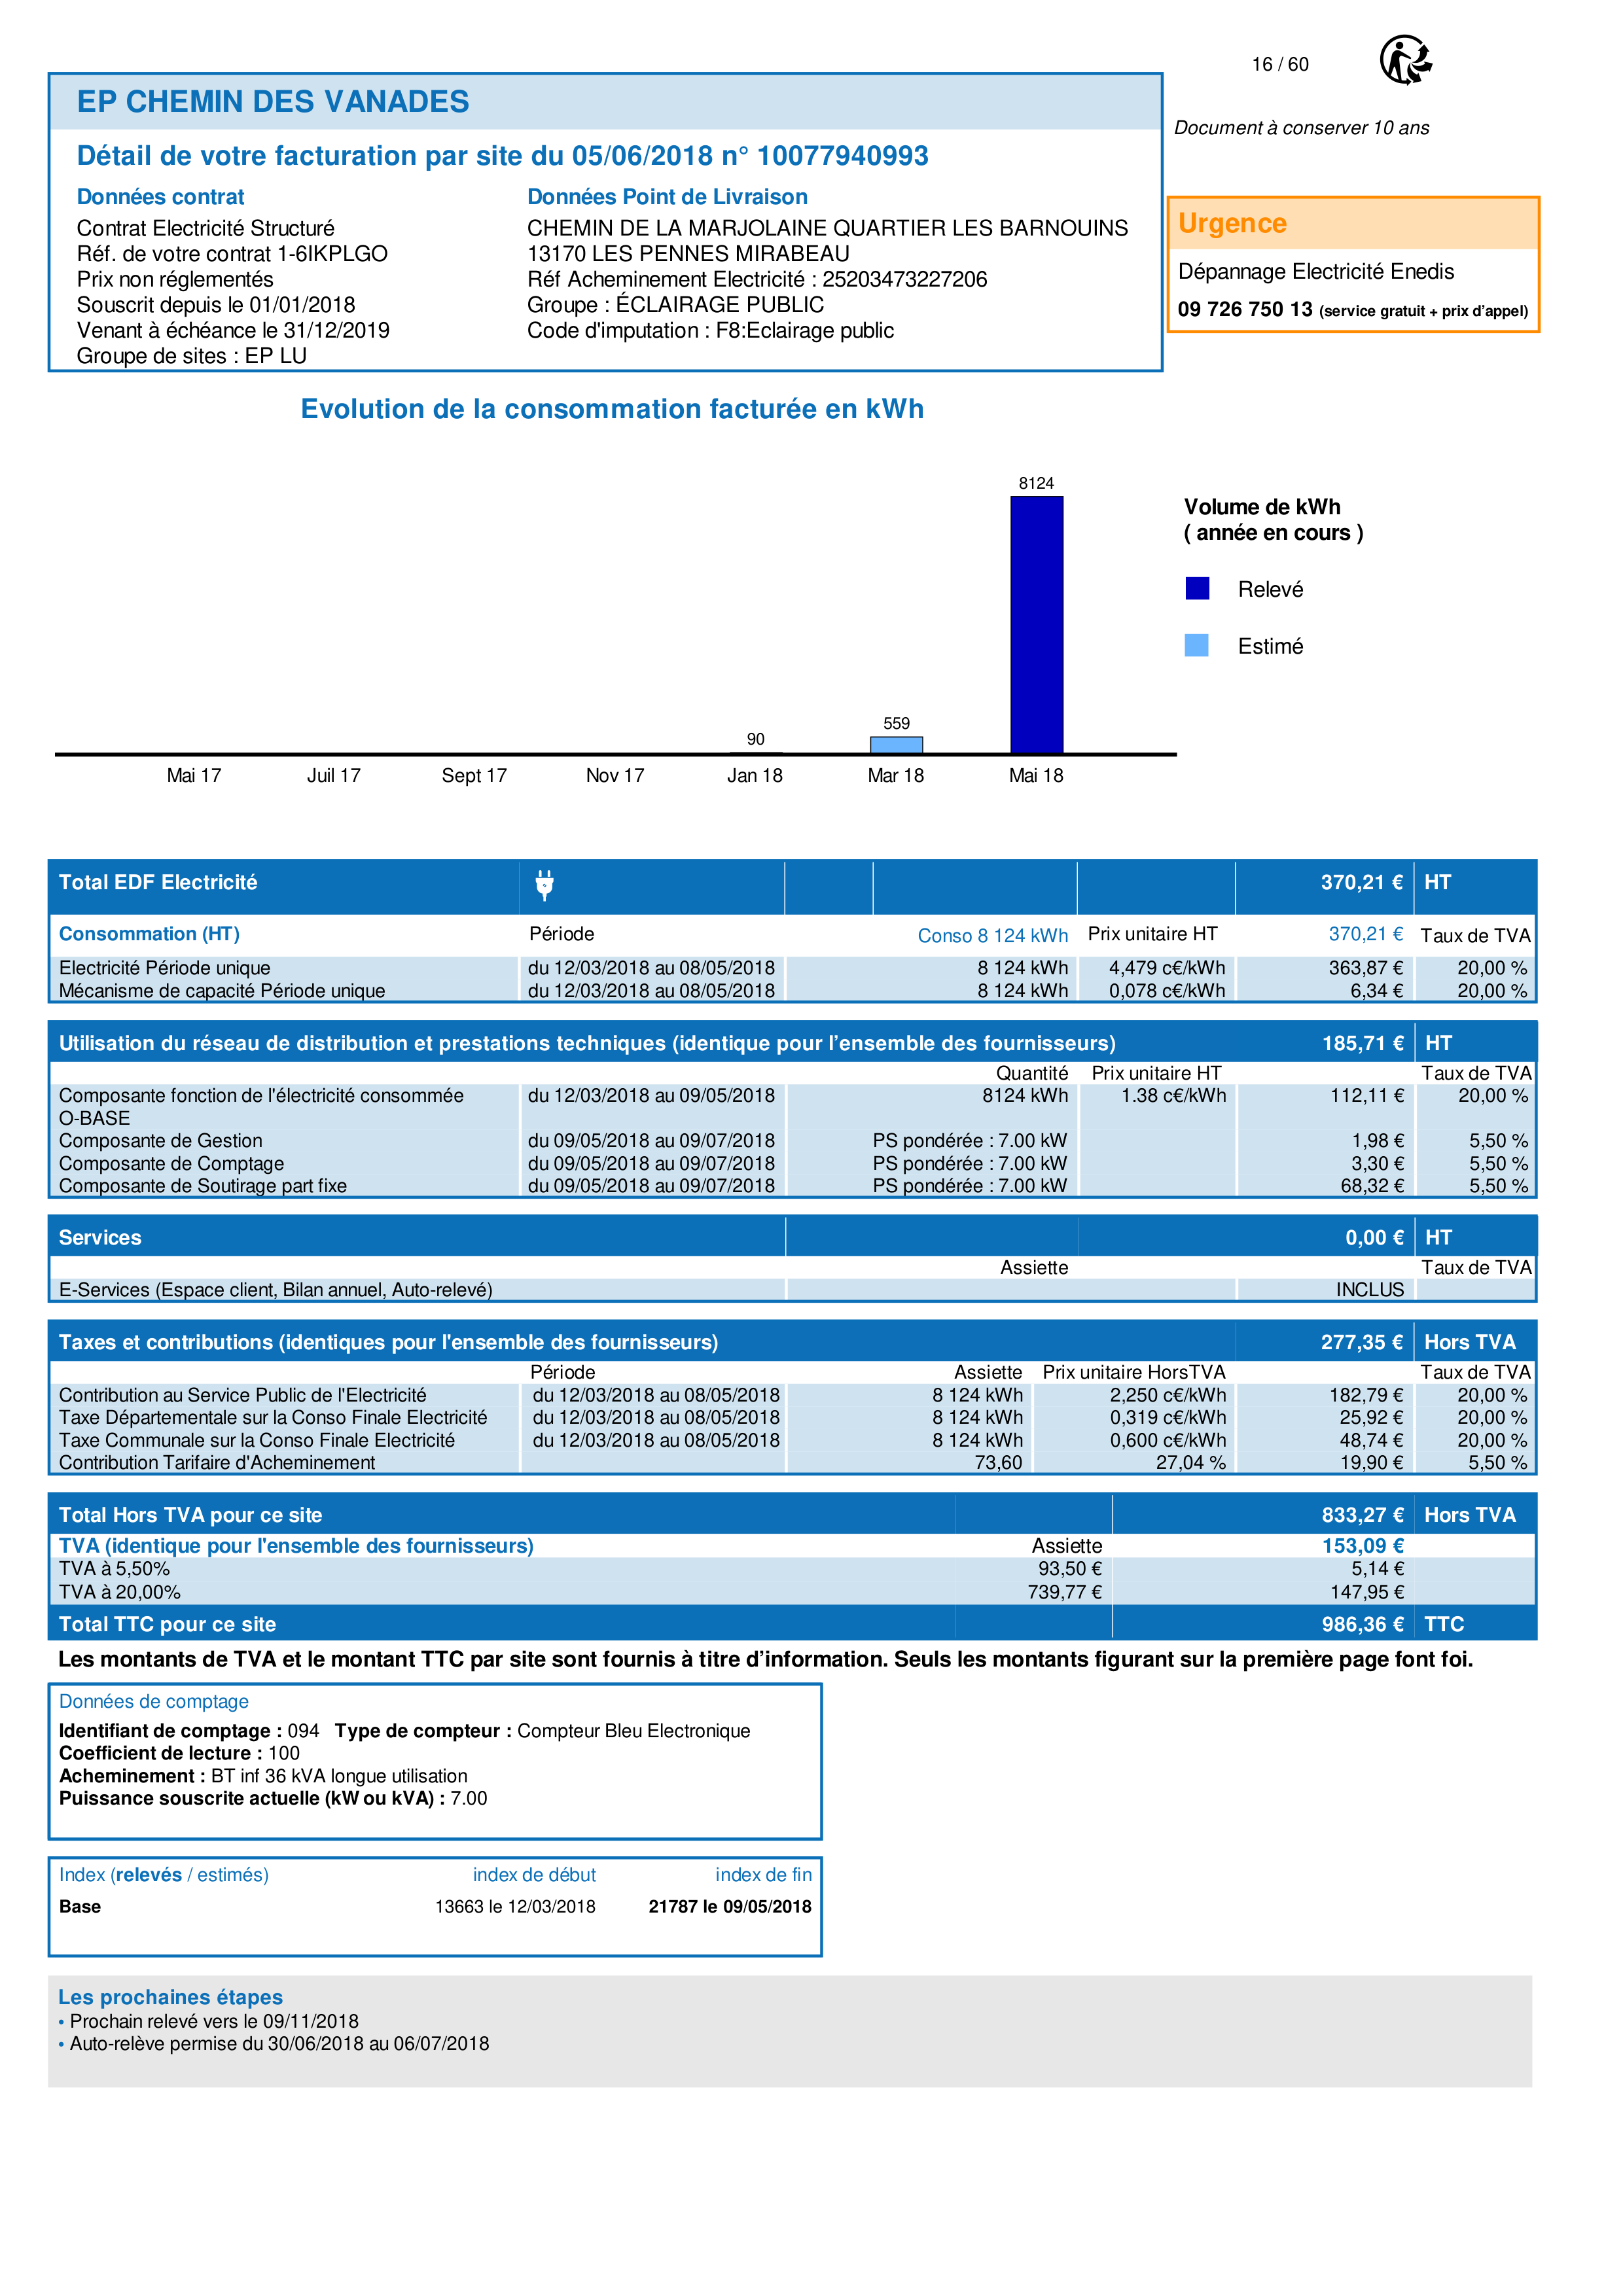 16 / 60
EP CHEMIN DES VANADES
Document à conserver 10 ans
Détail de votre facturation par site du 05/06/2018 n° 10077940993
Données contrat
Contrat Electricité Structuré
Réf. de votre contrat 1-6IKPLGO
Prix non réglementés
Souscrit depuis le 01/01/2018
Venant à échéance le 31/12/2019
Groupe de sites : EP LU
Données Point de Livraison
CHEMIN DE LA MARJOLAINE QUARTIER LES BARNOUINS
13170 LES PENNES MIRABEAU
Réf Acheminement Electricité : 25203473227206
Groupe : ÉCLAIRAGE PUBLIC
Code d'imputation : F8:Eclairage public
Urgence
Dépannage Electricité Enedis
09 726 750 13 (service gratuit + prix d'appel)
Evolution de la consommation facturée en kWh
8124
559
90
Mai 17 Juil 17 Sept 17 Nov 17 Jan 18 Mar 18 Mai 18
Volume de kWh
( année en cours )
Relevé
Estimé
Total EDF Electricité 370,21 € HT
Consommation (HT) Période Conso 8 124 kWh Prix unitaire HT 370,21 € Taux de TVA
Electricité Période unique du 12/03/2018 au 08/05/2018 8 124 kWh 4,479 c€/kWh 363,87 € 20,00 %
Mécanisme de capacité Période unique du 12/03/2018 au 08/05/2018 8 124 kWh 0,078 c€/kWh 6,34 € 20,00 %
Utilisation du réseau de distribution et prestations techniques (identique pour l'ensemble des fournisseurs) 185,71 € HT
Quantité Prix unitaire HT Taux de TVA
Composante fonction de l'électricité consommée du 12/03/2018 au 09/05/2018 8124 kWh 1.38 c€/kWh 112,11 € 20,00 %
O-BASE
Composante de Gestion du 09/05/2018 au 09/07/2018 PS pondérée : 7.00 kW 1,98 € 5,50 %
Composante de Comptage du 09/05/2018 au 09/07/2018 PS pondérée : 7.00 kW 3,30 € 5,50 %
Composante de Soutirage part fixe du 09/05/2018 au 09/07/2018 PS pondérée : 7.00 kW 68,32 € 5,50 %
Services 0,00 € HT
Assiette Taux de TVA
E-Services (Espace client, Bilan annuel, Auto-relevé) INCLUS
Taxes et contributions (identiques pour l'ensemble des fournisseurs) 277,35 € Hors TVA
Période Assiette Prix unitaire HorsTVA Taux de TVA
Contribution au Service Public de l'Electricité du 12/03/2018 au 08/05/2018 8 124 kWh 2,250 c€/kWh 182,79 € 20,00 %
Taxe Départementale sur la Conso Finale Electricité du 12/03/2018 au 08/05/2018 8 124 kWh 0,319 c€/kWh 25,92 € 20,00 %
Taxe Communale sur la Conso Finale Electricité du 12/03/2018 au 08/05/2018 8 124 kWh 0,600 c€/kWh 48,74 € 20,00 %
Contribution Tarifaire d'Acheminement 73,60 27,04 % 19,90 € 5,50 %
Total Hors TVA pour ce site 833,27 € Hors TVA
TVA (identique pour l'ensemble des fournisseurs) Assiette 153,09 €
TVA à 5,50% 93,50 € 5,14 €
TVA à 20,00% 739,77 € 147,95 €
Total TTC pour ce site 986,36 € TTC
Les montants de TVA et le montant TTC par site sont fournis à titre d'information. Seuls les montants figurant sur la première page font foi.
Données de comptage
Identifiant de comptage : 094 Type de compteur : Compteur Bleu Electronique
Coefficient de lecture : 100
Acheminement : BT inf 36 kVA longue utilisation
Puissance souscrite actuelle (kW ou kVA) : 7.00
Index (relevés / estimés) index de début index de fin
Base 13663 le 12/03/2018 21787 le 09/05/2018
Les prochaines étapes
• Prochain relevé vers le 09/11/2018
• Auto-relève permise du 30/06/2018 au 06/07/2018